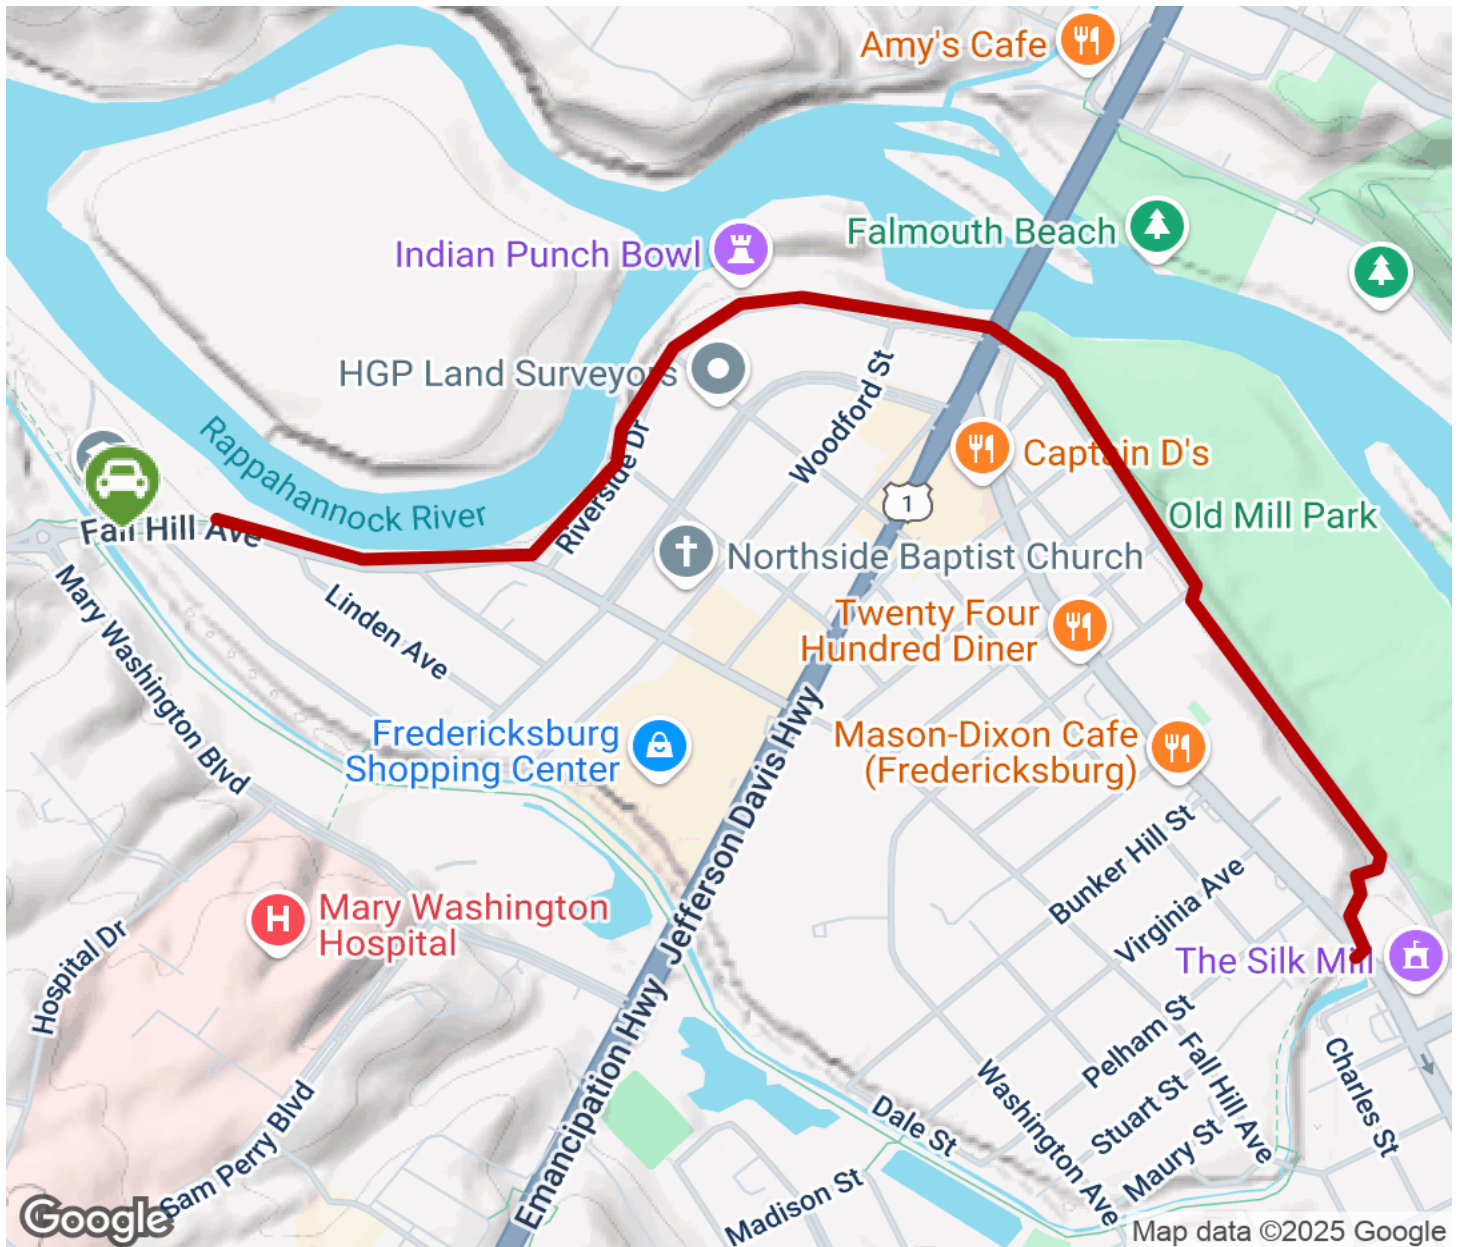 Amy's Cafe
Indian Punch Bowl
Falmouth Beach
HGP Land Surveyors
Woodford St
Captain D's
Rappahannock River
Riverside Dr
1
Old Mill Park
Fall Hill Ave
Northside Baptist Church
Linden Ave
Twenty Four
Hundred Diner
Mary Washington Blvd
Fredericksburg
Shopping Center
Jefferson Davis Hwy
Mason-Dixon Cafe
(Fredericksburg)
Bunker Hill St
Virginia Ave
H
Mary Washington
Hospital
Hospital Dr
The Silk Mill
Emancipation Hwy
Pelham St
Fall Hill Ave
Charles St
Washington Ave
Stuart St
Dale St
Maury St
Sam Perry Blvd
Madison St
Google
Map data ©2025 Google